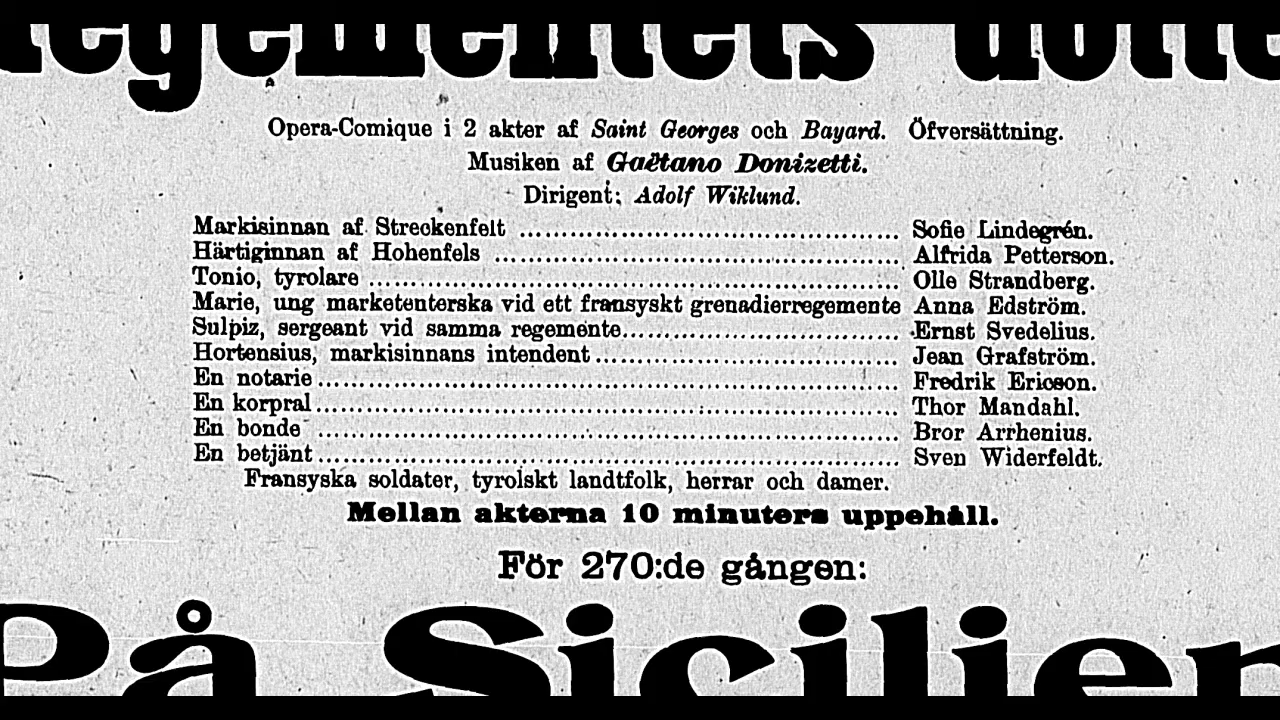 Regementets dotter
Opera-Comique i 2 akter af Saint Georges och Bayard. Öfversättning.
Musiken af Gaëtano Donizetti.
Dirigent: Adolf Wiklund.
Markisinnan af Streckenfelt ........ Sofie Lindegrén.
Härtiginnan af Hohenfels ........ Alfrida Petterson.
Tonio, tyrolare ........ Olle Strandberg.
Marie, ung marketenterska vid ett fransyskt grenadierregemente Anna Edström.
Sulpiz, sergeant vid samma regemente........ Ernst Svedelius.
Hortensius, markisinnans intendent ........ Jean Grafström.
En notarie ........ Fredrik Ericson.
En korpral ........ Thor Mandahl.
En bonde ........ Bror Arrhenius.
En betjänt ........ Sven Widerfeldt.
Fransyska soldater, tyrolskt landtfolk, herrar och damer.
Mellan akterna 10 minuters uppehåll.
För 270:de gången:
På Sicilien